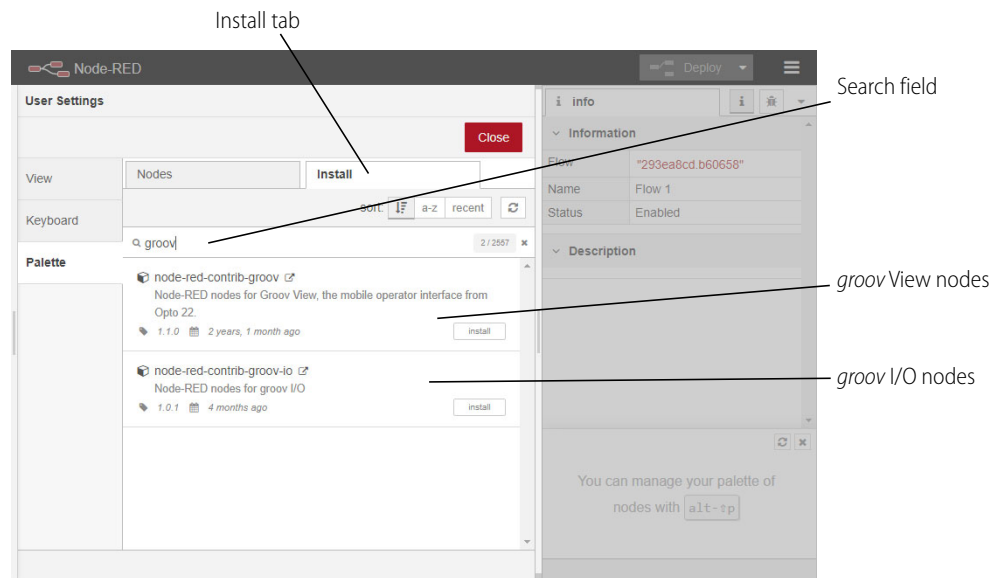 Install tab
Node-RED
Deploy
Search field
User Settings
i info
i
Close
Information
Flow "293ea8cd.b60658"
Name Flow 1
Status Enabled
Description
View
Keyboard
Palette
Nodes
Install
sort:
a-z
recent
groov
2 / 2557
node-red-contrib-groov
Node-RED nodes for Groov View, the mobile operator interface from
Opto 22.
1.1.0 2 years, 1 month ago
install
groov View nodes
node-red-contrib-groov-io
Node-RED nodes for groov I/O
1.0.1 4 months ago
install
groov I/O nodes
You can manage your palette of
nodes with alt-⇧p